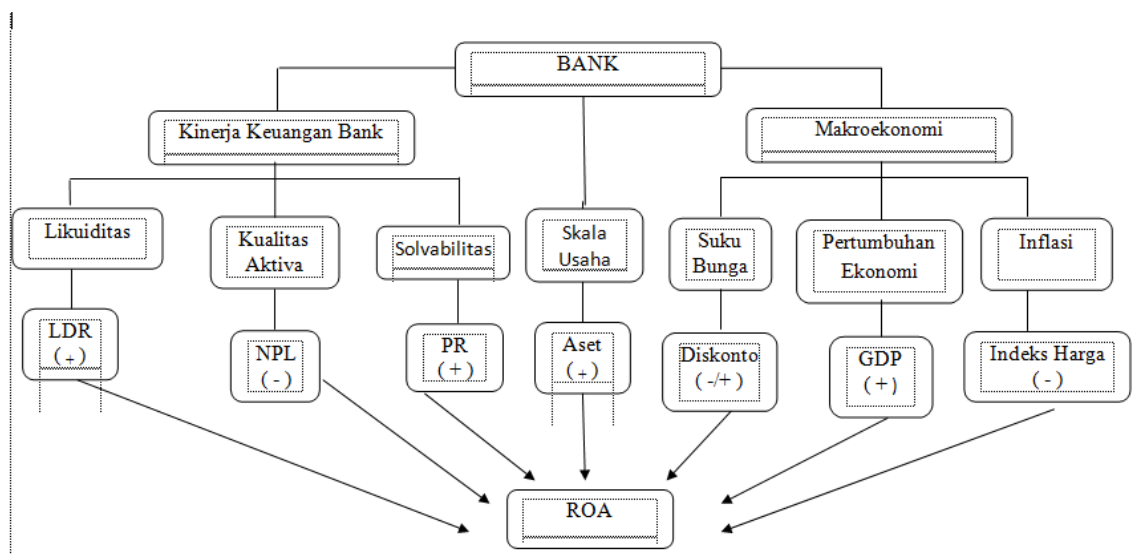 BANK
Kinerja Keuangan Bank
Makroekonomi
Likuiditas
Kualitas
Aktiva
Solvabilitas
Skala
Usaha
Suku
Bunga
Pertumbuhan
Ekonomi
Inflasi
LDR
(+)
NPL
(-)
PR
(+)
Aset
(+)
Diskonto
(-/+)
GDP
(+)
Indeks Harga
(-)
ROA